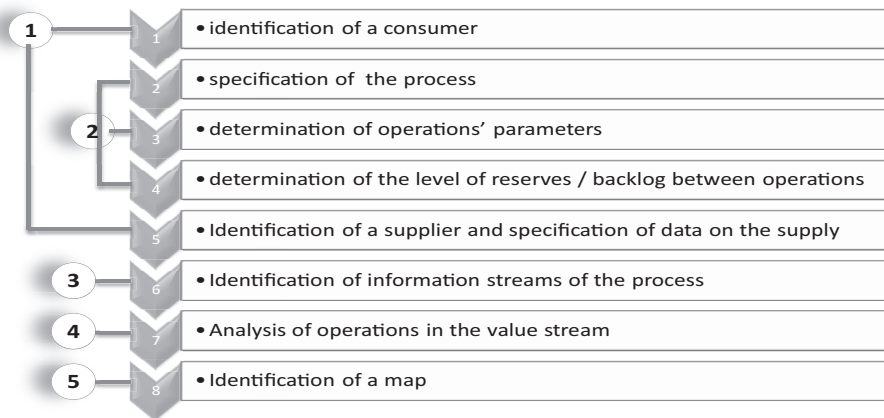 1
1
• identification of a consumer
2
• specification of the process
2
3
• determination of operations' parameters
4
• determination of the level of reserves / backlog between operations
5
• Identification of a supplier and specification of data on the supply
3
6
• Identification of information streams of the process
4
7
• Analysis of operations in the value stream
5
8
• Identification of a map